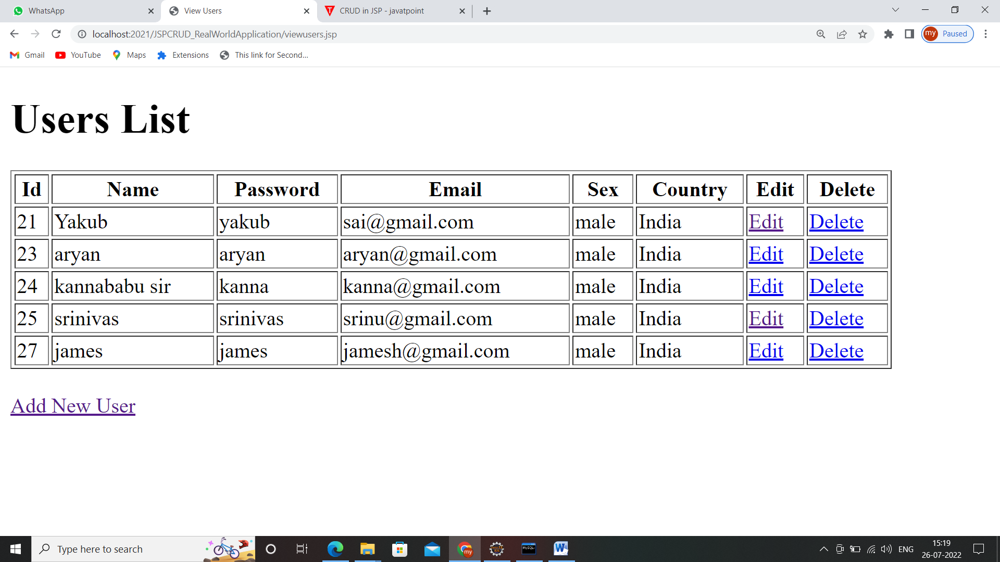 WhatsApp View Users CRUD in JSP - javatpoint
localhost:2021/JSPCRUD_RealWorldApplication/viewusers.jsp my Paused
Gmail YouTube Maps Extensions This link for Second...
Users List
Id Name Password Email Sex Country Edit Delete
21 Yakub yakub sai@gmail.com male India Edit Delete
23 aryan aryan aryan@gmail.com male India Edit Delete
24 kannababu sir kanna kanna@gmail.com male India Edit Delete
25 srinivas srinivas srinu@gmail.com male India Edit Delete
27 james james jamesh@gmail.com male India Edit Delete
Add New User
Type here to search my MySQL ENG 15:19
26-07-2022